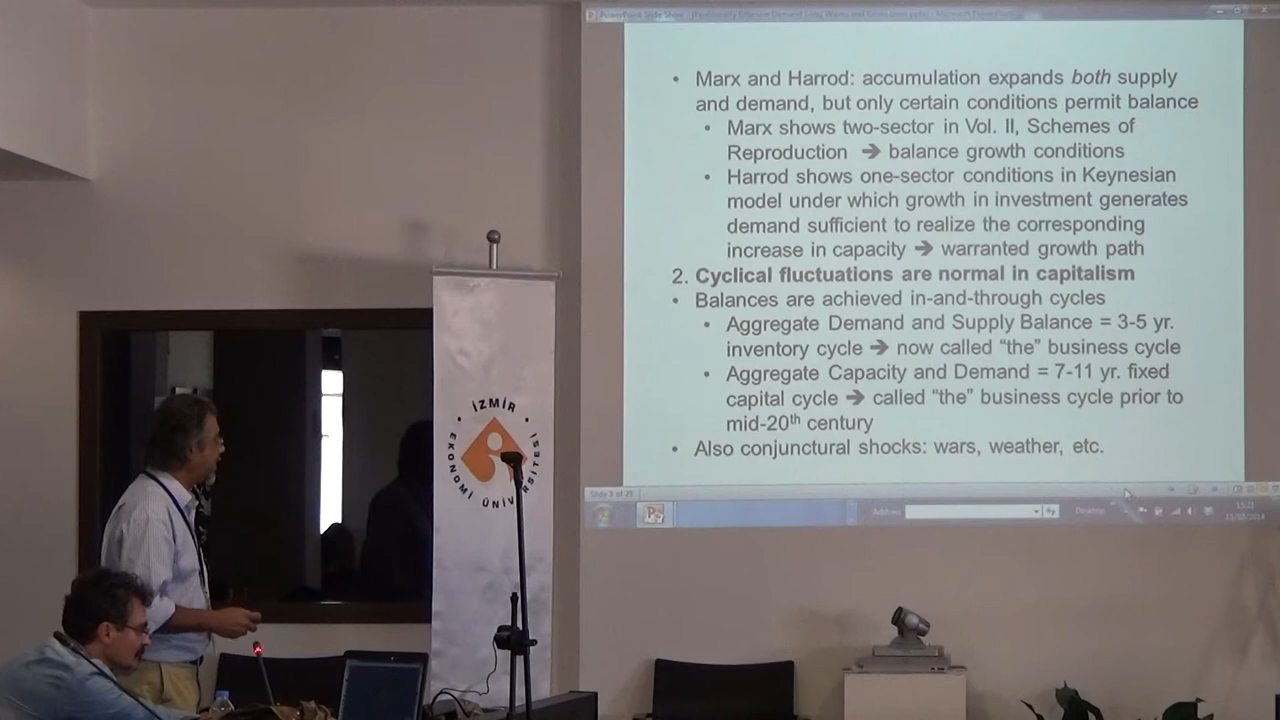 PowerPoint Slide Show
Marx and Harrod: accumulation expands both supply
and demand, but only certain conditions permit balance
Marx shows two-sector in Vol. II, Schemes of
Reproduction ➔ balance growth conditions
Harrod shows one-sector conditions in Keynesian
model under which growth in investment generates
demand sufficient to realize the corresponding
increase in capacity ➔ warranted growth path
2. Cyclical fluctuations are normal in capitalism
Balances are achieved in-and-through cycles
Aggregate Demand and Supply Balance = 3-5 yr.
inventory cycle ➔ now called “the” business cycle
Aggregate Capacity and Demand = 7-11 yr. fixed
capital cycle ➔ called “the” business cycle prior to
mid-20th century
Also conjunctural shocks: wars, weather, etc.
Address
Desktop
İZMİR
EKONOMİ ÜNİVERSİTESİ